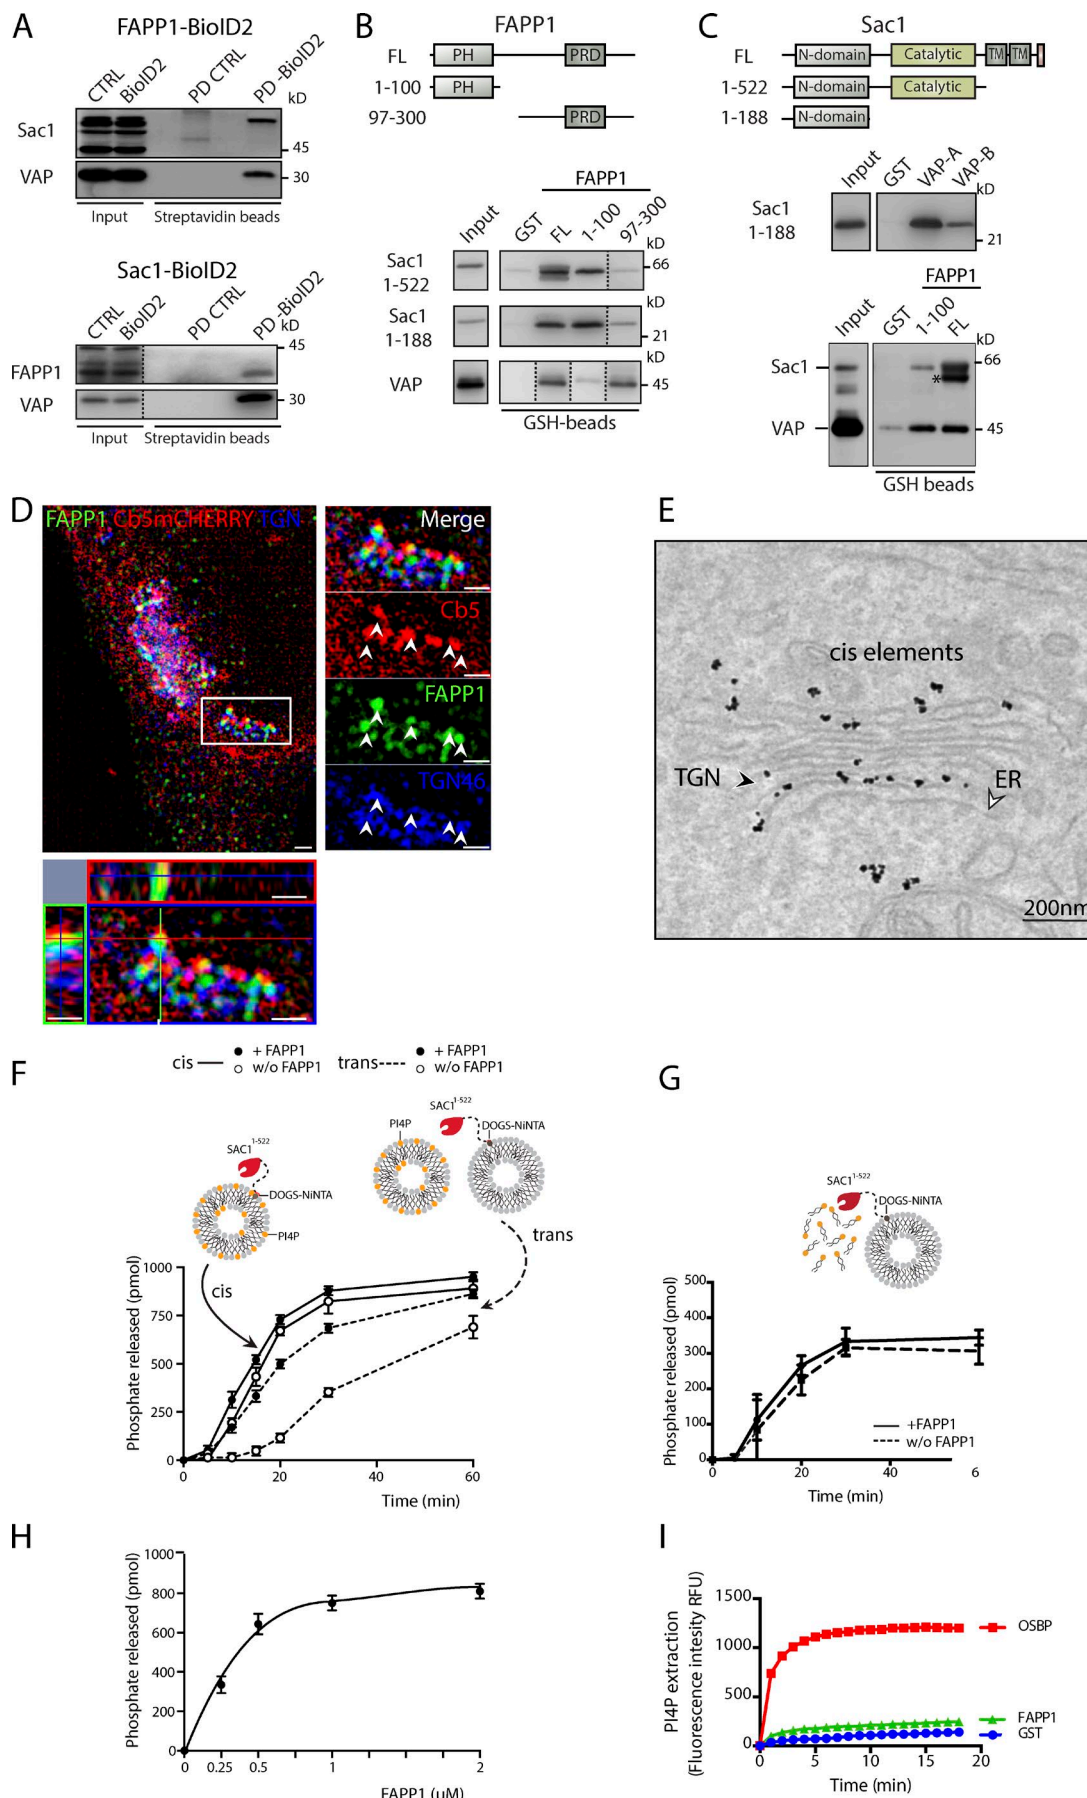 A
FAPP1-BioID2
CTRL
BioID2
PD CTRL
PD -BioID2
kD
Sac1
45
VAP
30
Input
Streptavidin beads
Sac1-BioID2
CTRL
BioID2
PD CTRL
PD -BioID2
kD
45
FAPP1
VAP
30
Input
Streptavidin beads
B
FAPP1
FL
PH
PRD
1-100
PH
97-300
PRD
FAPP1
Input
GST
FL
1-100
97-300
kD
Sac1
1-522
66
kD
Sac1
1-188
21
kD
VAP
45
GSH-beads
C
Sac1
FL
N-domain
Catalytic
TM
TM
1-522
N-domain
Catalytic
1-188
N-domain
Input
GST
VAP-A
VAP-B
kD
Sac1
1-188
21
FAPP1
Input
GST
1-100
FL
kD
Sac1
66
*
VAP
45
GSH beads
D
FAPP1 Cb5mCHERRY TGN
Merge
Cb5
FAPP1
TGN46
E
cis elements
TGN
ER
200nm
F
cis
+ FAPP1
w/o FAPP1
trans
+ FAPP1
w/o FAPP1
SAC1 1-522
DOGS-NiNTA
PI4P
PI4P
SAC1 1-522
DOGS-NiNTA
cis
trans
Phosphate released (pmol)
1000
750
500
250
0
0
20
40
60
Time (min)
G
SAC1 1-522
DOGS-NiNTA
Phosphate released (pmol)
500
400
300
200
100
0
+FAPP1
w/o FAPP1
0
20
40
6
Time (min)
H
Phosphate released (pmol)
1000
800
600
400
200
0
0
0.25
0.5
1
2
FAPP1 (μM)
I
PI4P extraction
(Fluorescence intesity RFU)
1500
1000
500
0
0
5
10
15
20
Time (min)
OSBP
FAPP1
GST